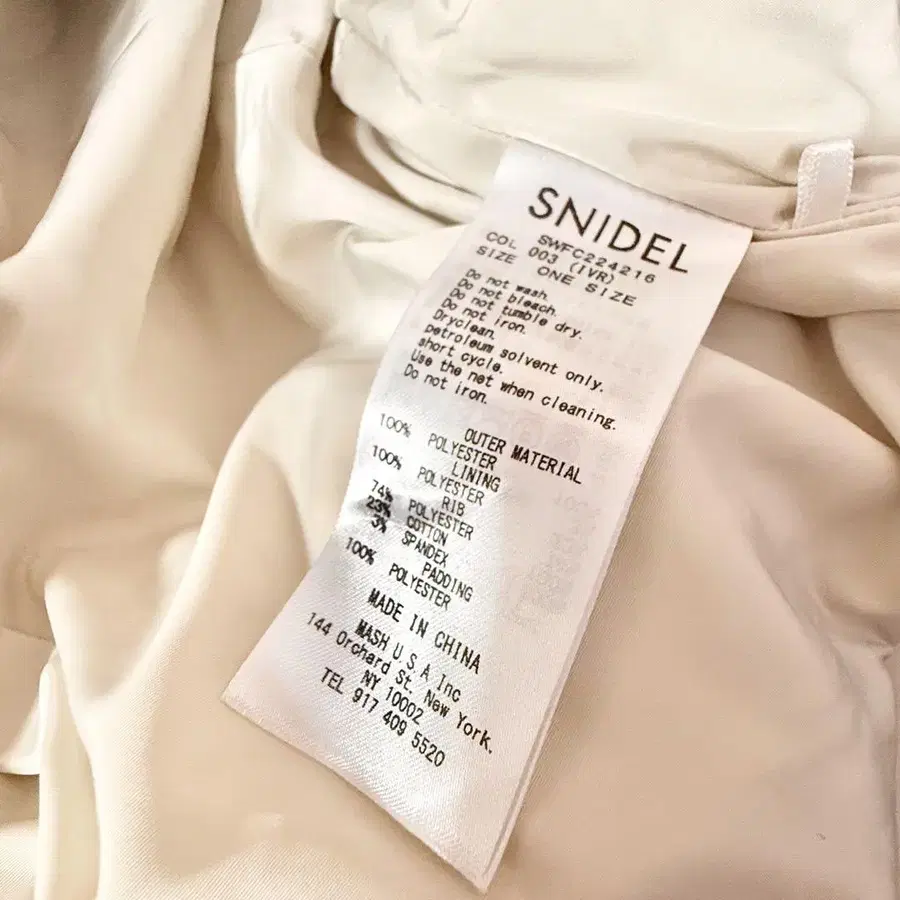 SNIDEL
SWFC224216
COL 003 (IVR)
SIZE ONE SIZE
Do not wash.
Do not bleach.
Do not tumble dry.
Do not iron.
Dryclean.
petroleum solvent only.
short cycle.
Use the net when cleaning.
Do not iron.
OUTER MATERIAL
100% POLYESTER
LINING
100% POLYESTER
RIB
74% POLYESTER
23% COTTON
3% SPANDEX
PADDING
100% POLYESTER
MADE IN CHINA
MASH U S A Inc
144 Orchard St. New York.
NY 10002
TEL 917 409 5520